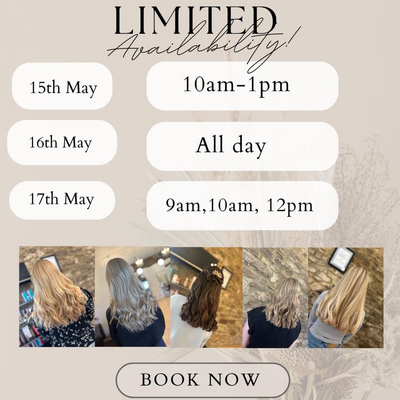 LIMITED
Availability!
15th May
10am-1pm
16th May
All day
17th May
9am,10am, 12pm
BOOK NOW